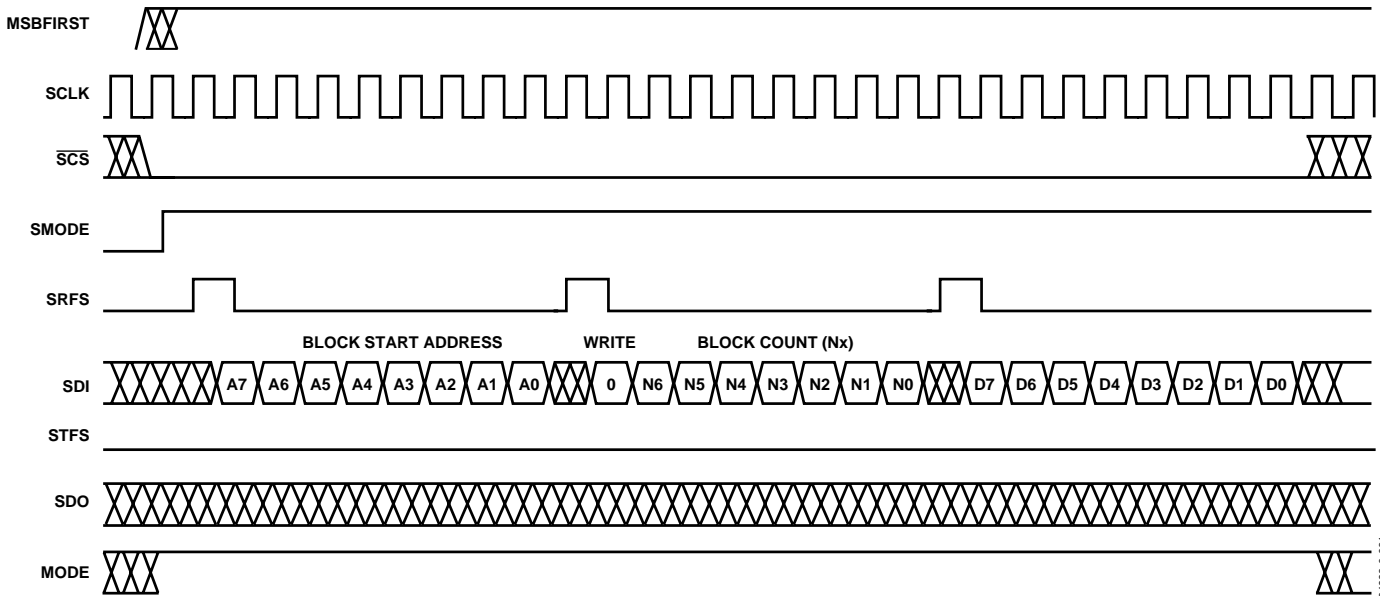 MSBFIRST
SCLK
SCS
SMODE
SRFS
BLOCK START ADDRESS WRITE BLOCK COUNT (Nx)
SDI A7 A6 A5 A4 A3 A2 A1 A0 0 N6 N5 N4 N3 N2 N1 N0 D7 D6 D5 D4 D3 D2 D1 D0
STFS
SDO
MODE